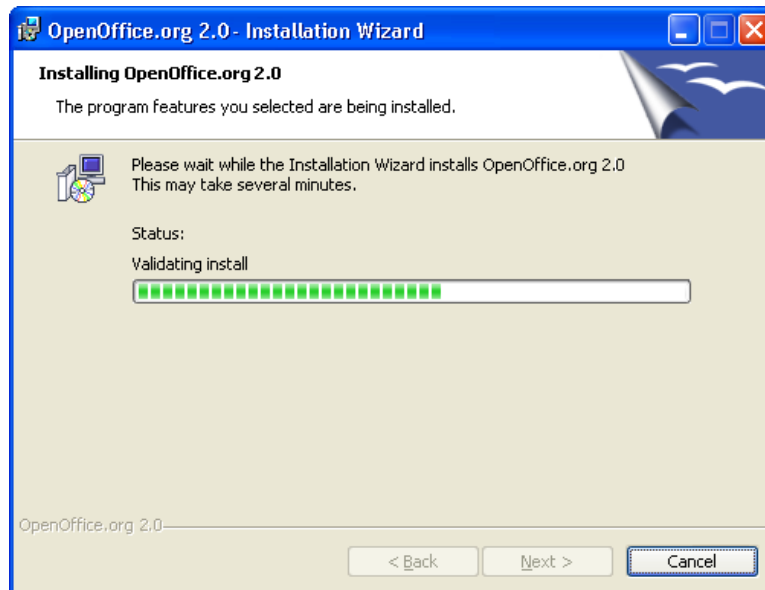 OpenOffice.org 2.0 - Installation Wizard
Installing OpenOffice.org 2.0
The program features you selected are being installed.
Please wait while the Installation Wizard installs OpenOffice.org 2.0
This may take several minutes.
Status:
Validating install
OpenOffice.org 2.0
< Back
Next >
Cancel